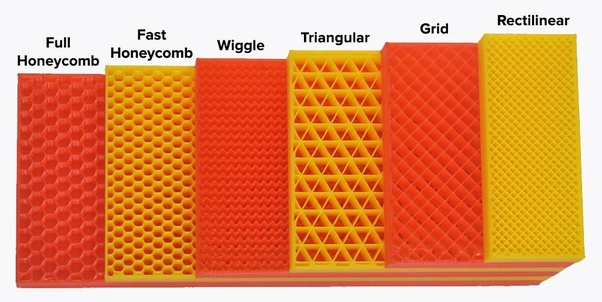 Full
Honeycomb
Fast
Honeycomb
Wiggle
Triangular
Grid
Rectilinear